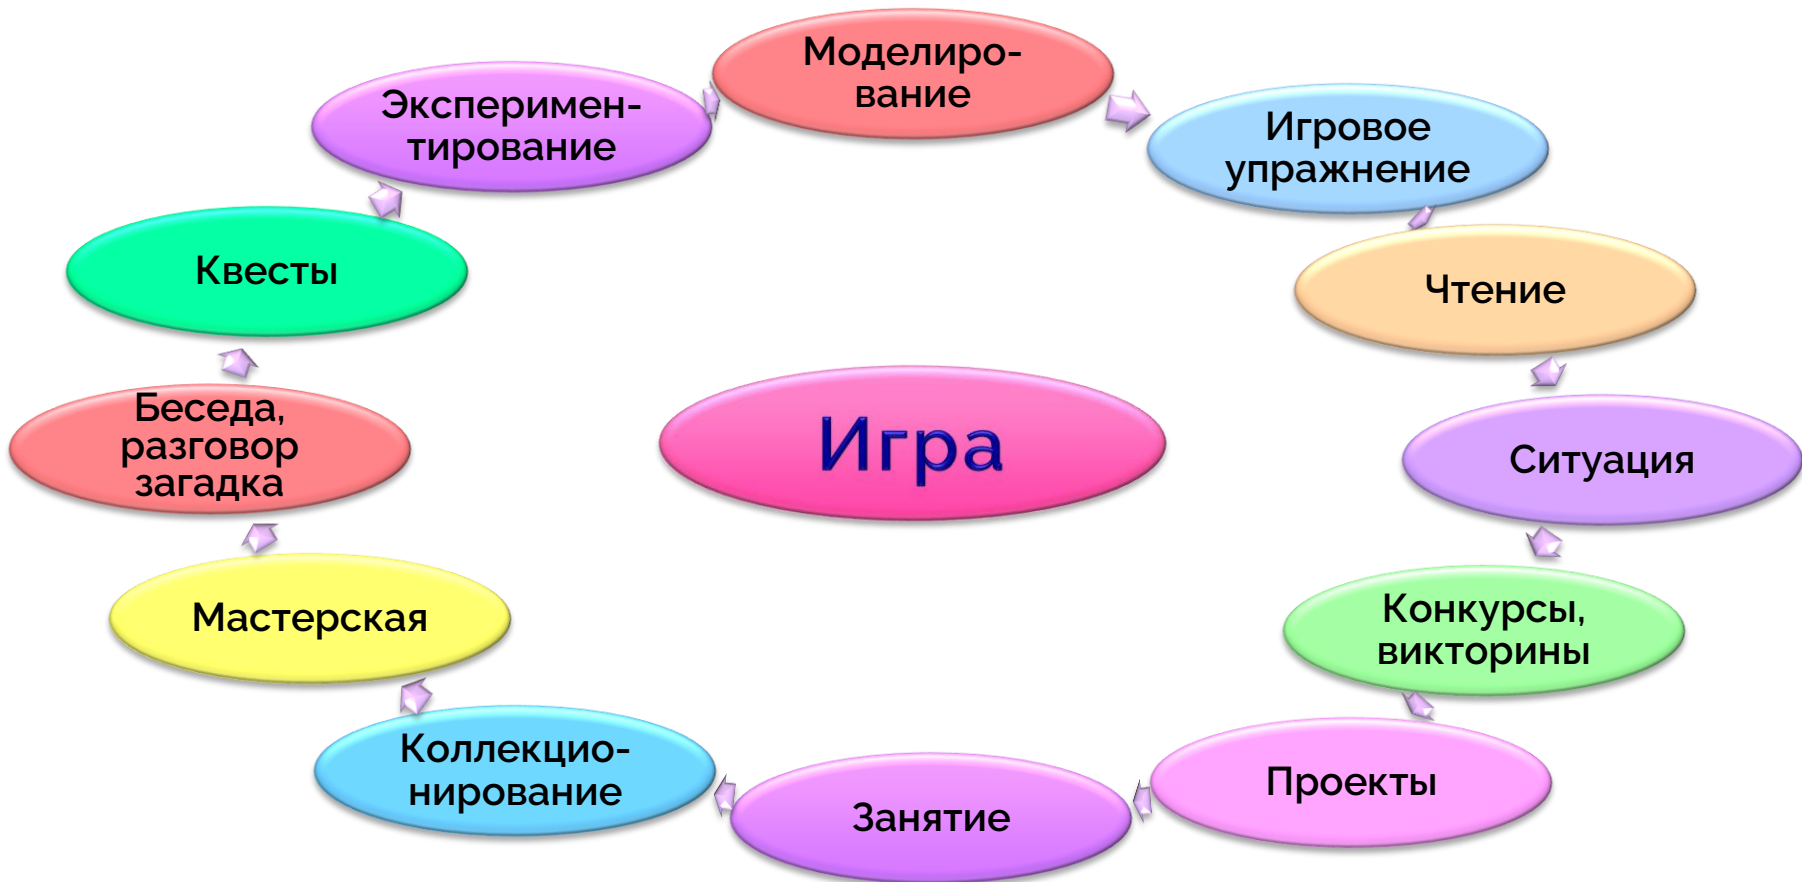 Моделиро-
вание
Эксперимен-
тирование
Игровое
упражнение
Квесты
Чтение
Беседа,
разговор
загадка
Игра
Ситуация
Мастерская
Конкурсы,
викторины
Коллекцио-
нирование
Занятие
Проекты